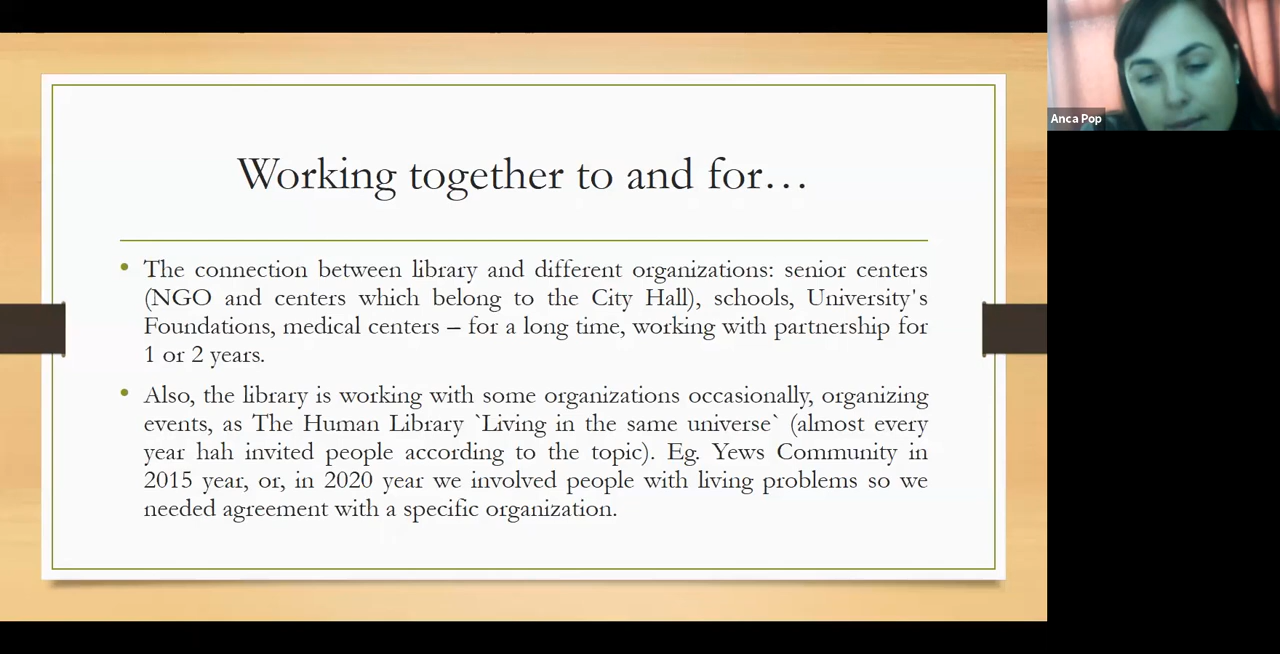 Working together to and for…
• The connection between library and different organizations: senior centers
(NGO and centers which belong to the City Hall), schools, University's
Foundations, medical centers – for a long time, working with partnership for
1 or 2 years.
• Also, the library is working with some organizations occasionally, organizing
events, as The Human Library `Living in the same universe` (almost every
year hah invited people according to the topic). Eg. Yews Community in
2015 year, or, in 2020 year we involved people with living problems so we
needed agreement with a specific organization.
Anca Pop